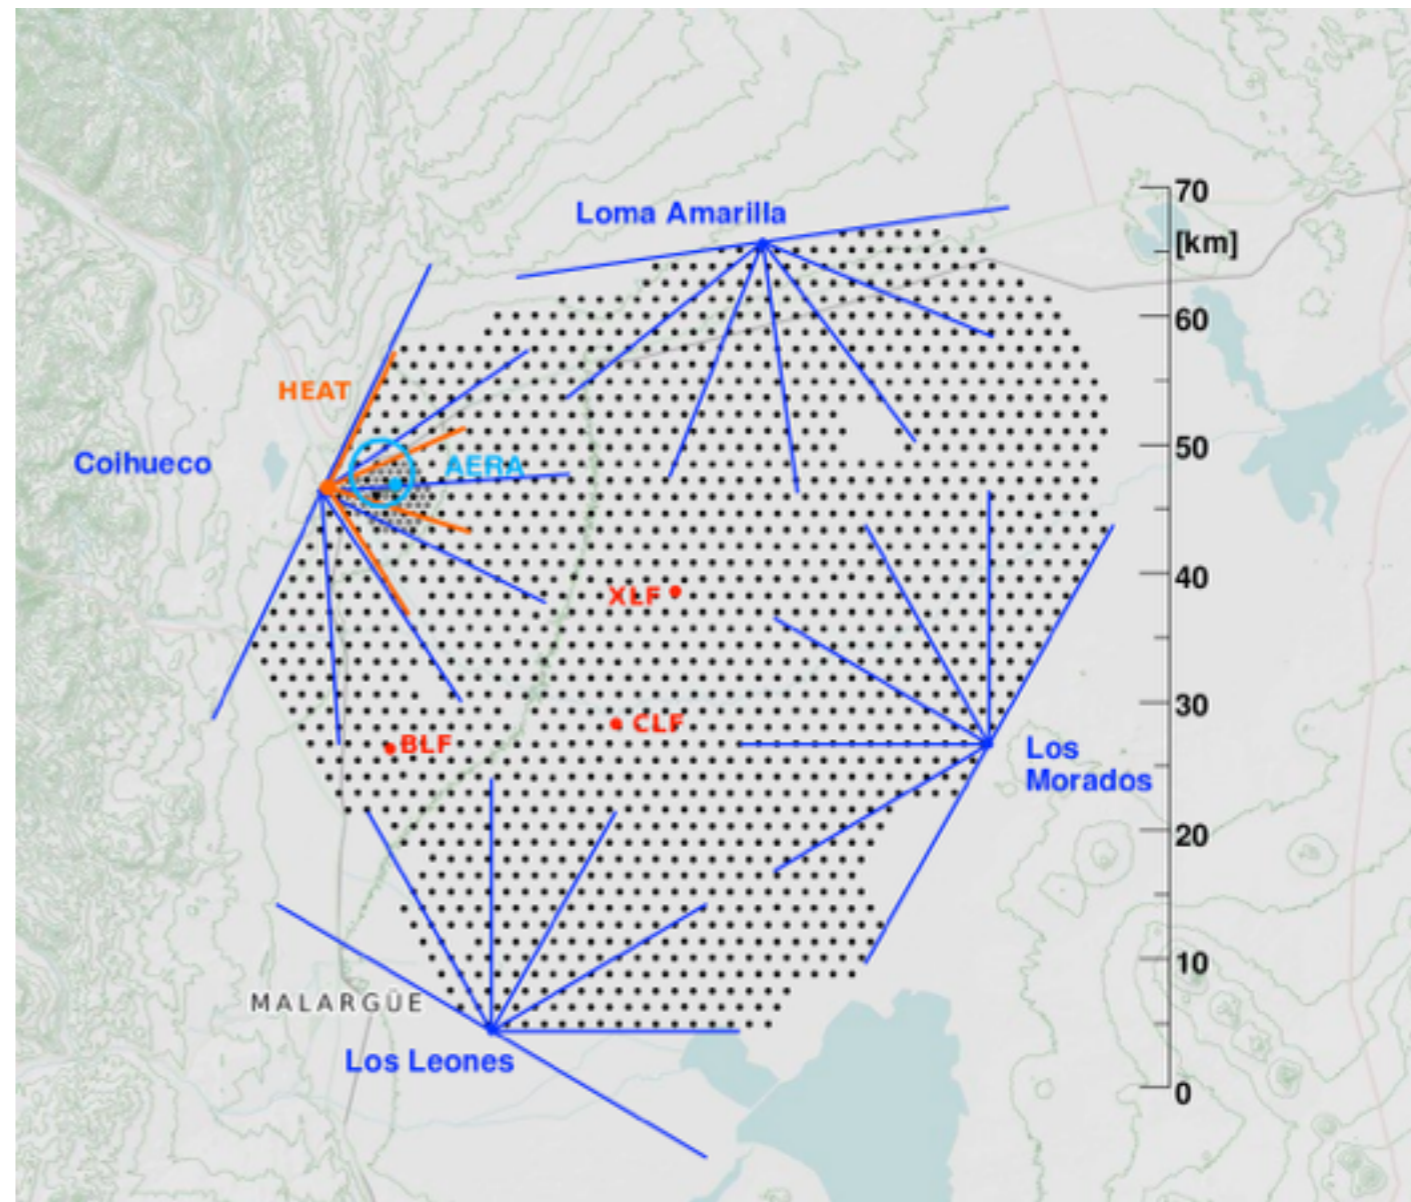 70
Loma Amarilla
[km]
60
HEAT
50
Coihueco
AERA
40
XLF
30
CLF
BLF
Los
Morados
20
10
MALARGÜE
Los Leones
0